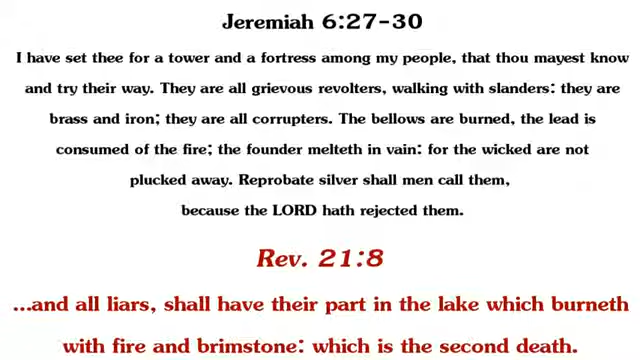 Jeremiah 6:27-30
I have set thee for a tower and a fortress among my people, that thou mayest know
and try their way. They are all grievous revolters, walking with slanders: they are
brass and iron; they are all corrupters. The bellows are burned, the lead is
consumed of the fire; the founder melteth in vain: for the wicked are not
plucked away. Reprobate silver shall men call them,
because the LORD hath rejected them.
Rev. 21:8
...and all liars, shall have their part in the lake which burneth
with fire and brimstone: which is the second death.